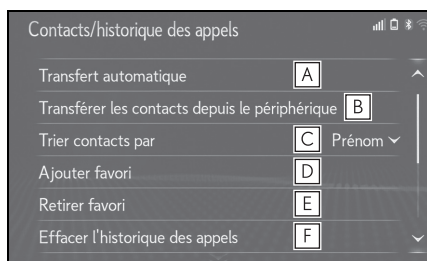 Contacts/historique des appels
Transfert automatique A
Transférer les contacts depuis le périphérique B
Trier contacts par C Prénom
Ajouter favori D
Retirer favori E
Effacer l'historique des appels F